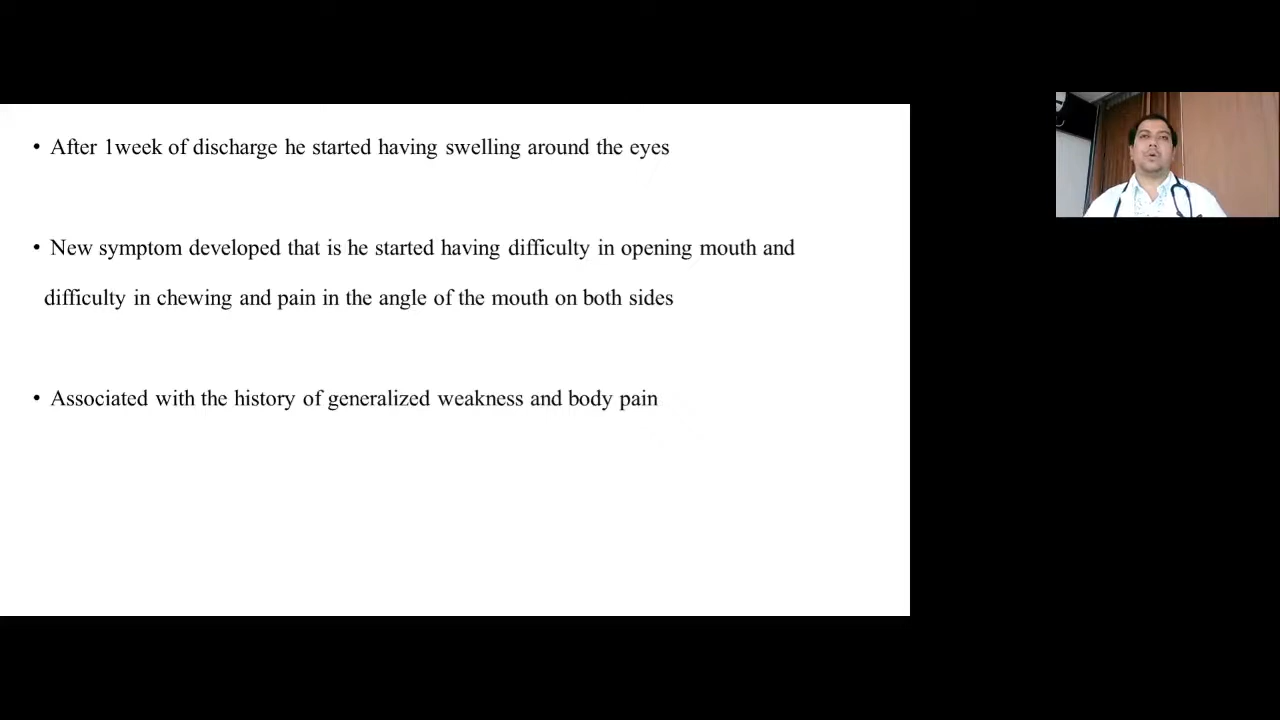 • After 1week of discharge he started having swelling around the eyes
• New symptom developed that is he started having difficulty in opening mouth and
difficulty in chewing and pain in the angle of the mouth on both sides
• Associated with the history of generalized weakness and body pain